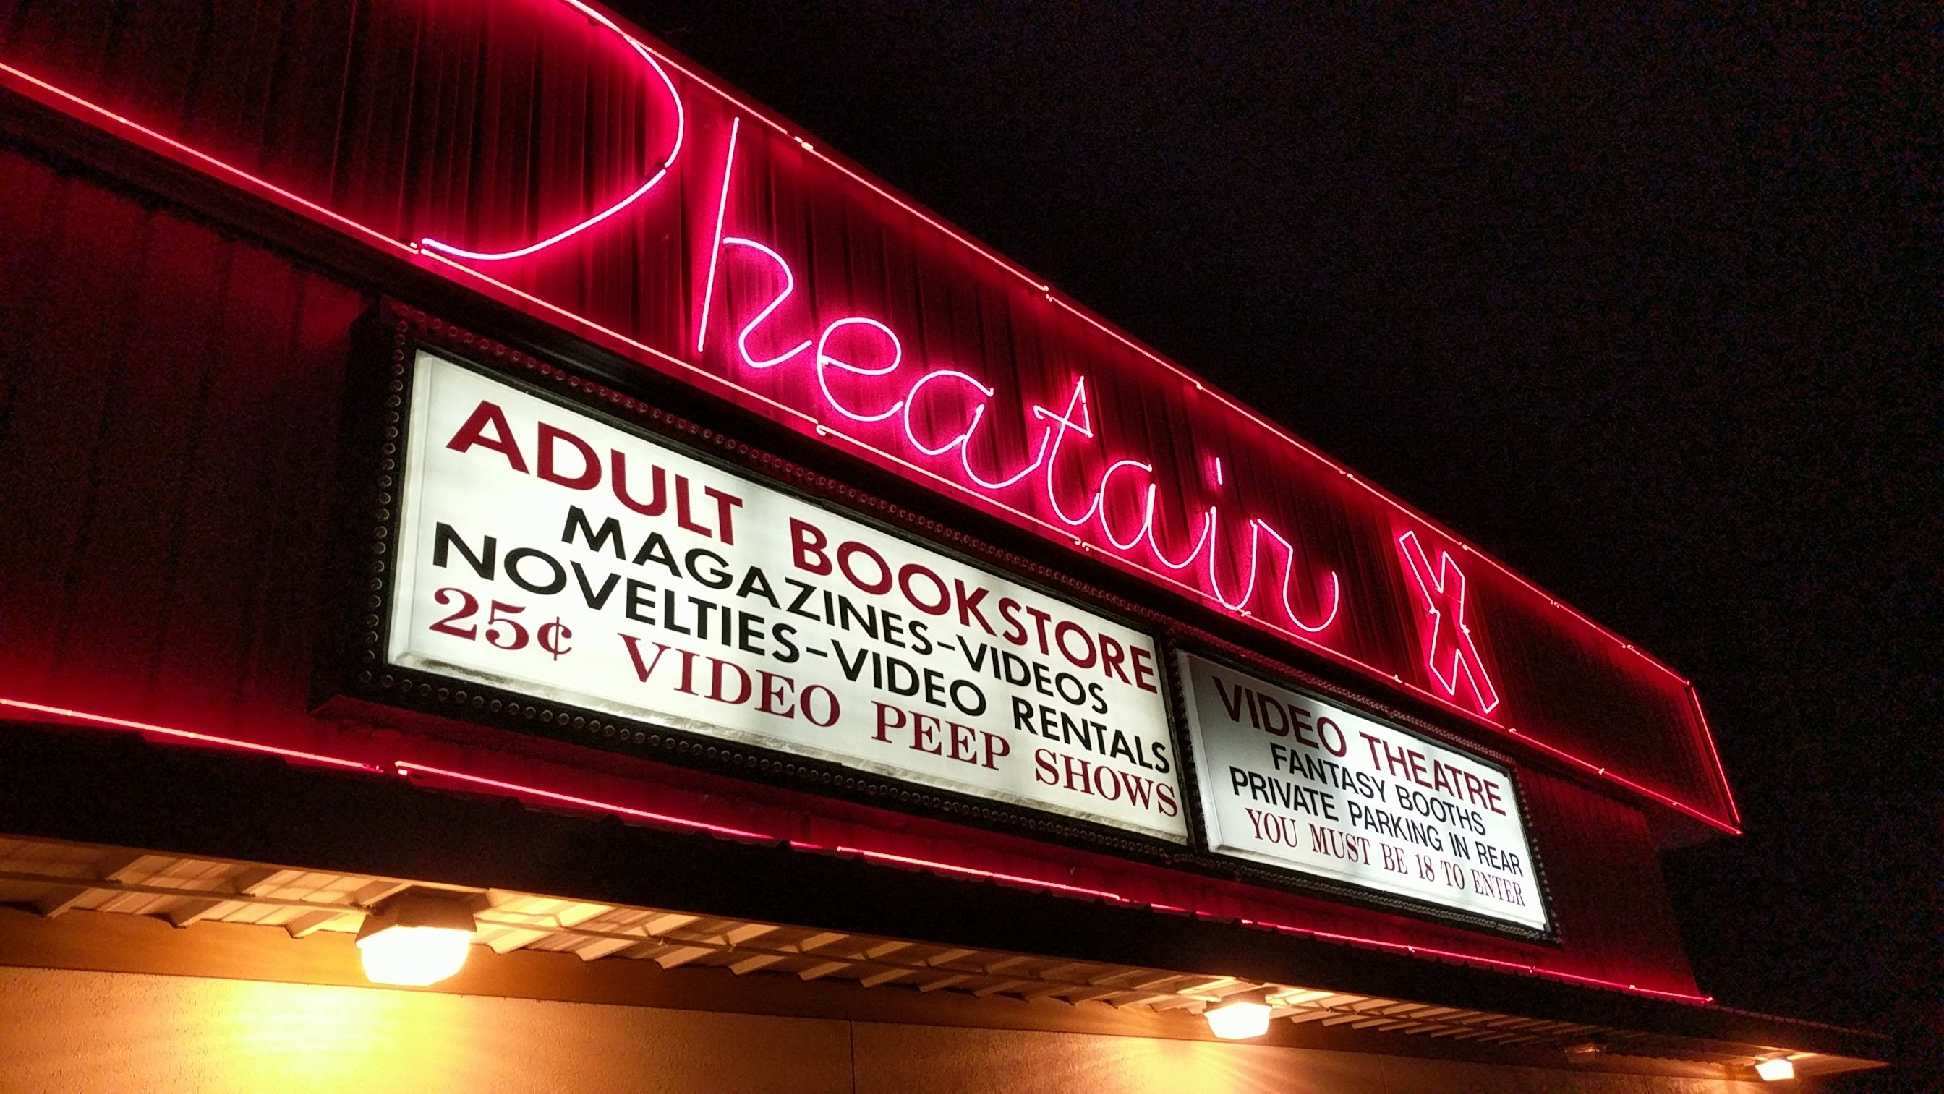 Theatair X
ADULT BOOKSTORE
MAGAZINES-VIDEOS
NOVELTIES-VIDEO RENTALS
25¢ VIDEO PEEP SHOWS
VIDEO THEATRE
FANTASY BOOTHS
PRIVATE PARKING IN REAR
YOU MUST BE 18 TO ENTER